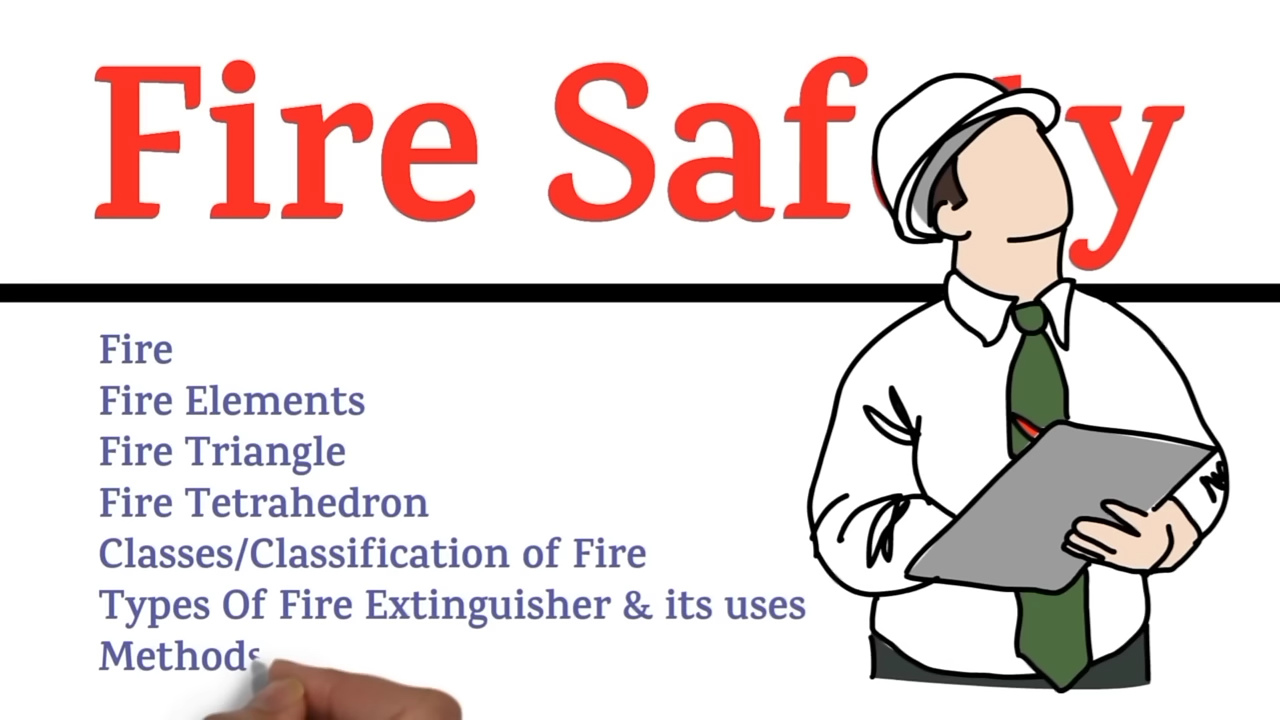 Fire Safety
Fire
Fire Elements
Fire Triangle
Fire Tetrahedron
Classes/Classification of Fire
Types Of Fire Extinguisher & its uses
Methods